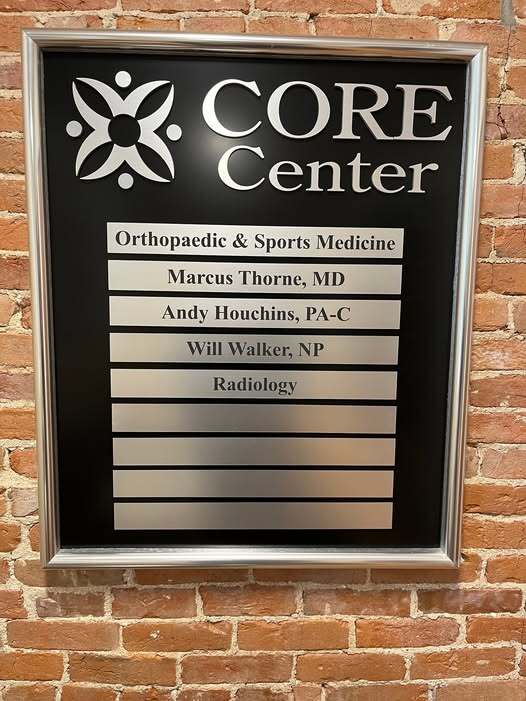 CORE
Center
Orthopaedic & Sports Medicine
Marcus Thorne, MD
Andy Houchins, PA-C
Will Walker, NP
Radiology